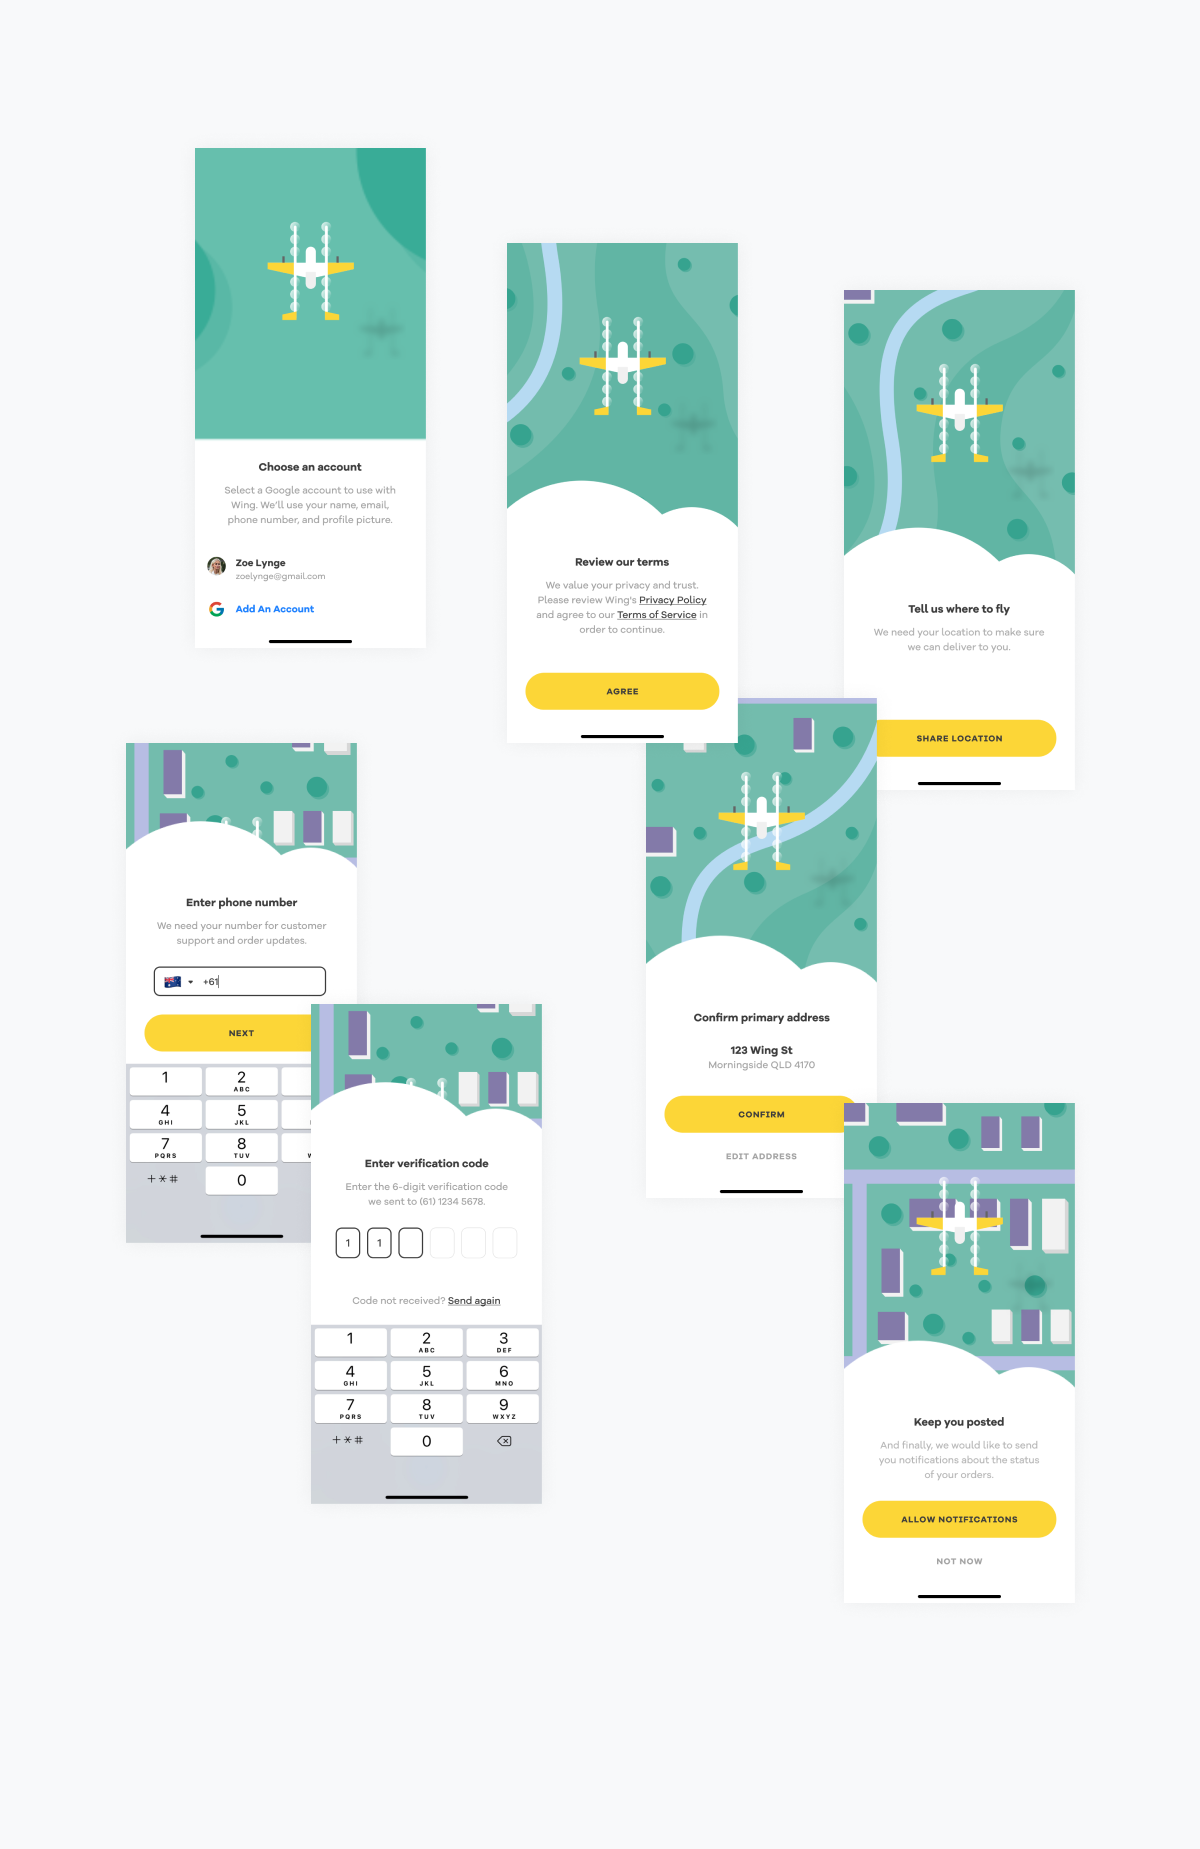 Choose an account
Select a Google account to use with
Wing. We'll use your name, email,
phone number, and profile picture.
Zoe Lynge
zoelynge@gmail.com
Add An Account
Review our terms
We value your privacy and trust.
Please review Wing's Privacy Policy
and agree to our Terms of Service in
order to continue.
AGREE
Tell us where to fly
We need your location to make sure
we can deliver to you.
SHARE LOCATION
Enter phone number
We need your number for customer
support and order updates.
+61
NEXT
1
2
ABC
4
GHI
5
JKL
7
PQRS
8
TUV
W
+*#
0
Enter verification code
Enter the 6-digit verification code
we sent to (61) 1234 5678.
1 1
Code not received? Send again
1
2
ABC
3
DEF
4
GHI
5
JKL
6
MNO
7
PQRS
8
TUV
9
WXYZ
+*#
0
Confirm primary address
123 Wing St
Morningside QLD 4170
CONFIRM
EDIT ADDRESS
Keep you posted
And finally, we would like to send
you notifications about the status
of your orders.
ALLOW NOTIFICATIONS
NOT NOW